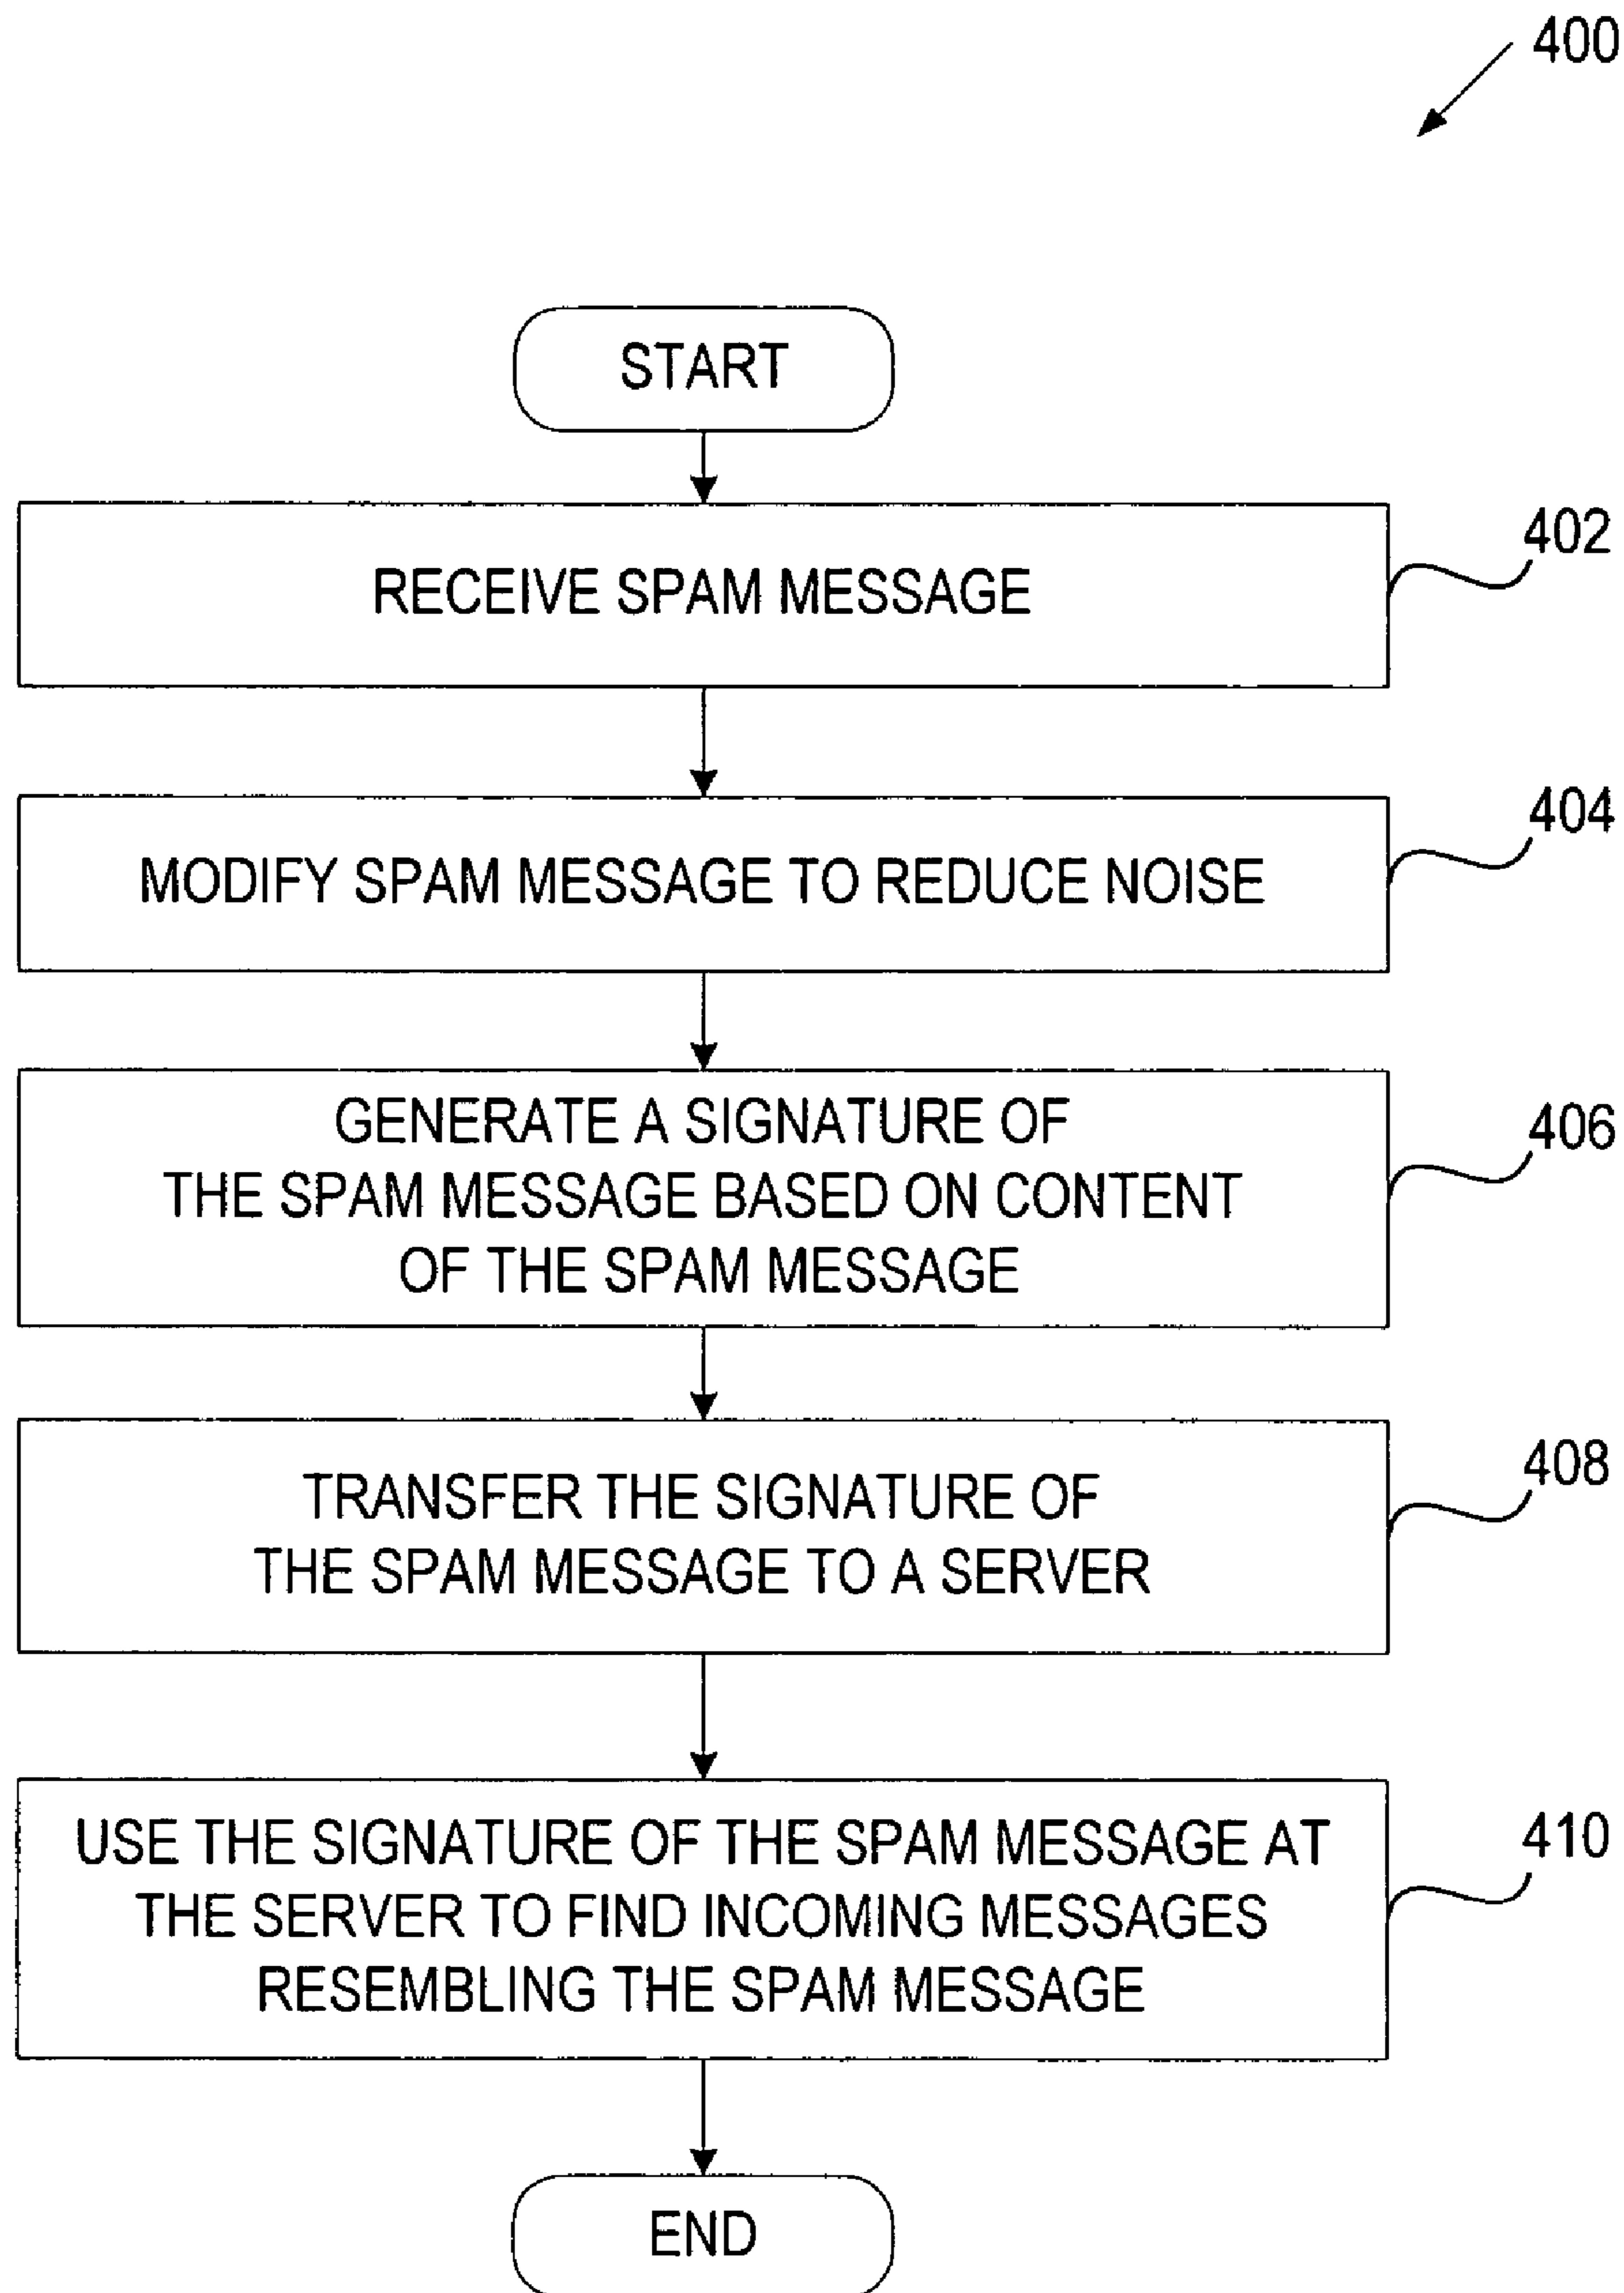 400
START
RECEIVE SPAM MESSAGE
402
MODIFY SPAM MESSAGE TO REDUCE NOISE
404
GENERATE A SIGNATURE OF
THE SPAM MESSAGE BASED ON CONTENT
OF THE SPAM MESSAGE
406
TRANSFER THE SIGNATURE OF
THE SPAM MESSAGE TO A SERVER
408
USE THE SIGNATURE OF THE SPAM MESSAGE AT
THE SERVER TO FIND INCOMING MESSAGES
RESEMBLING THE SPAM MESSAGE
410
END